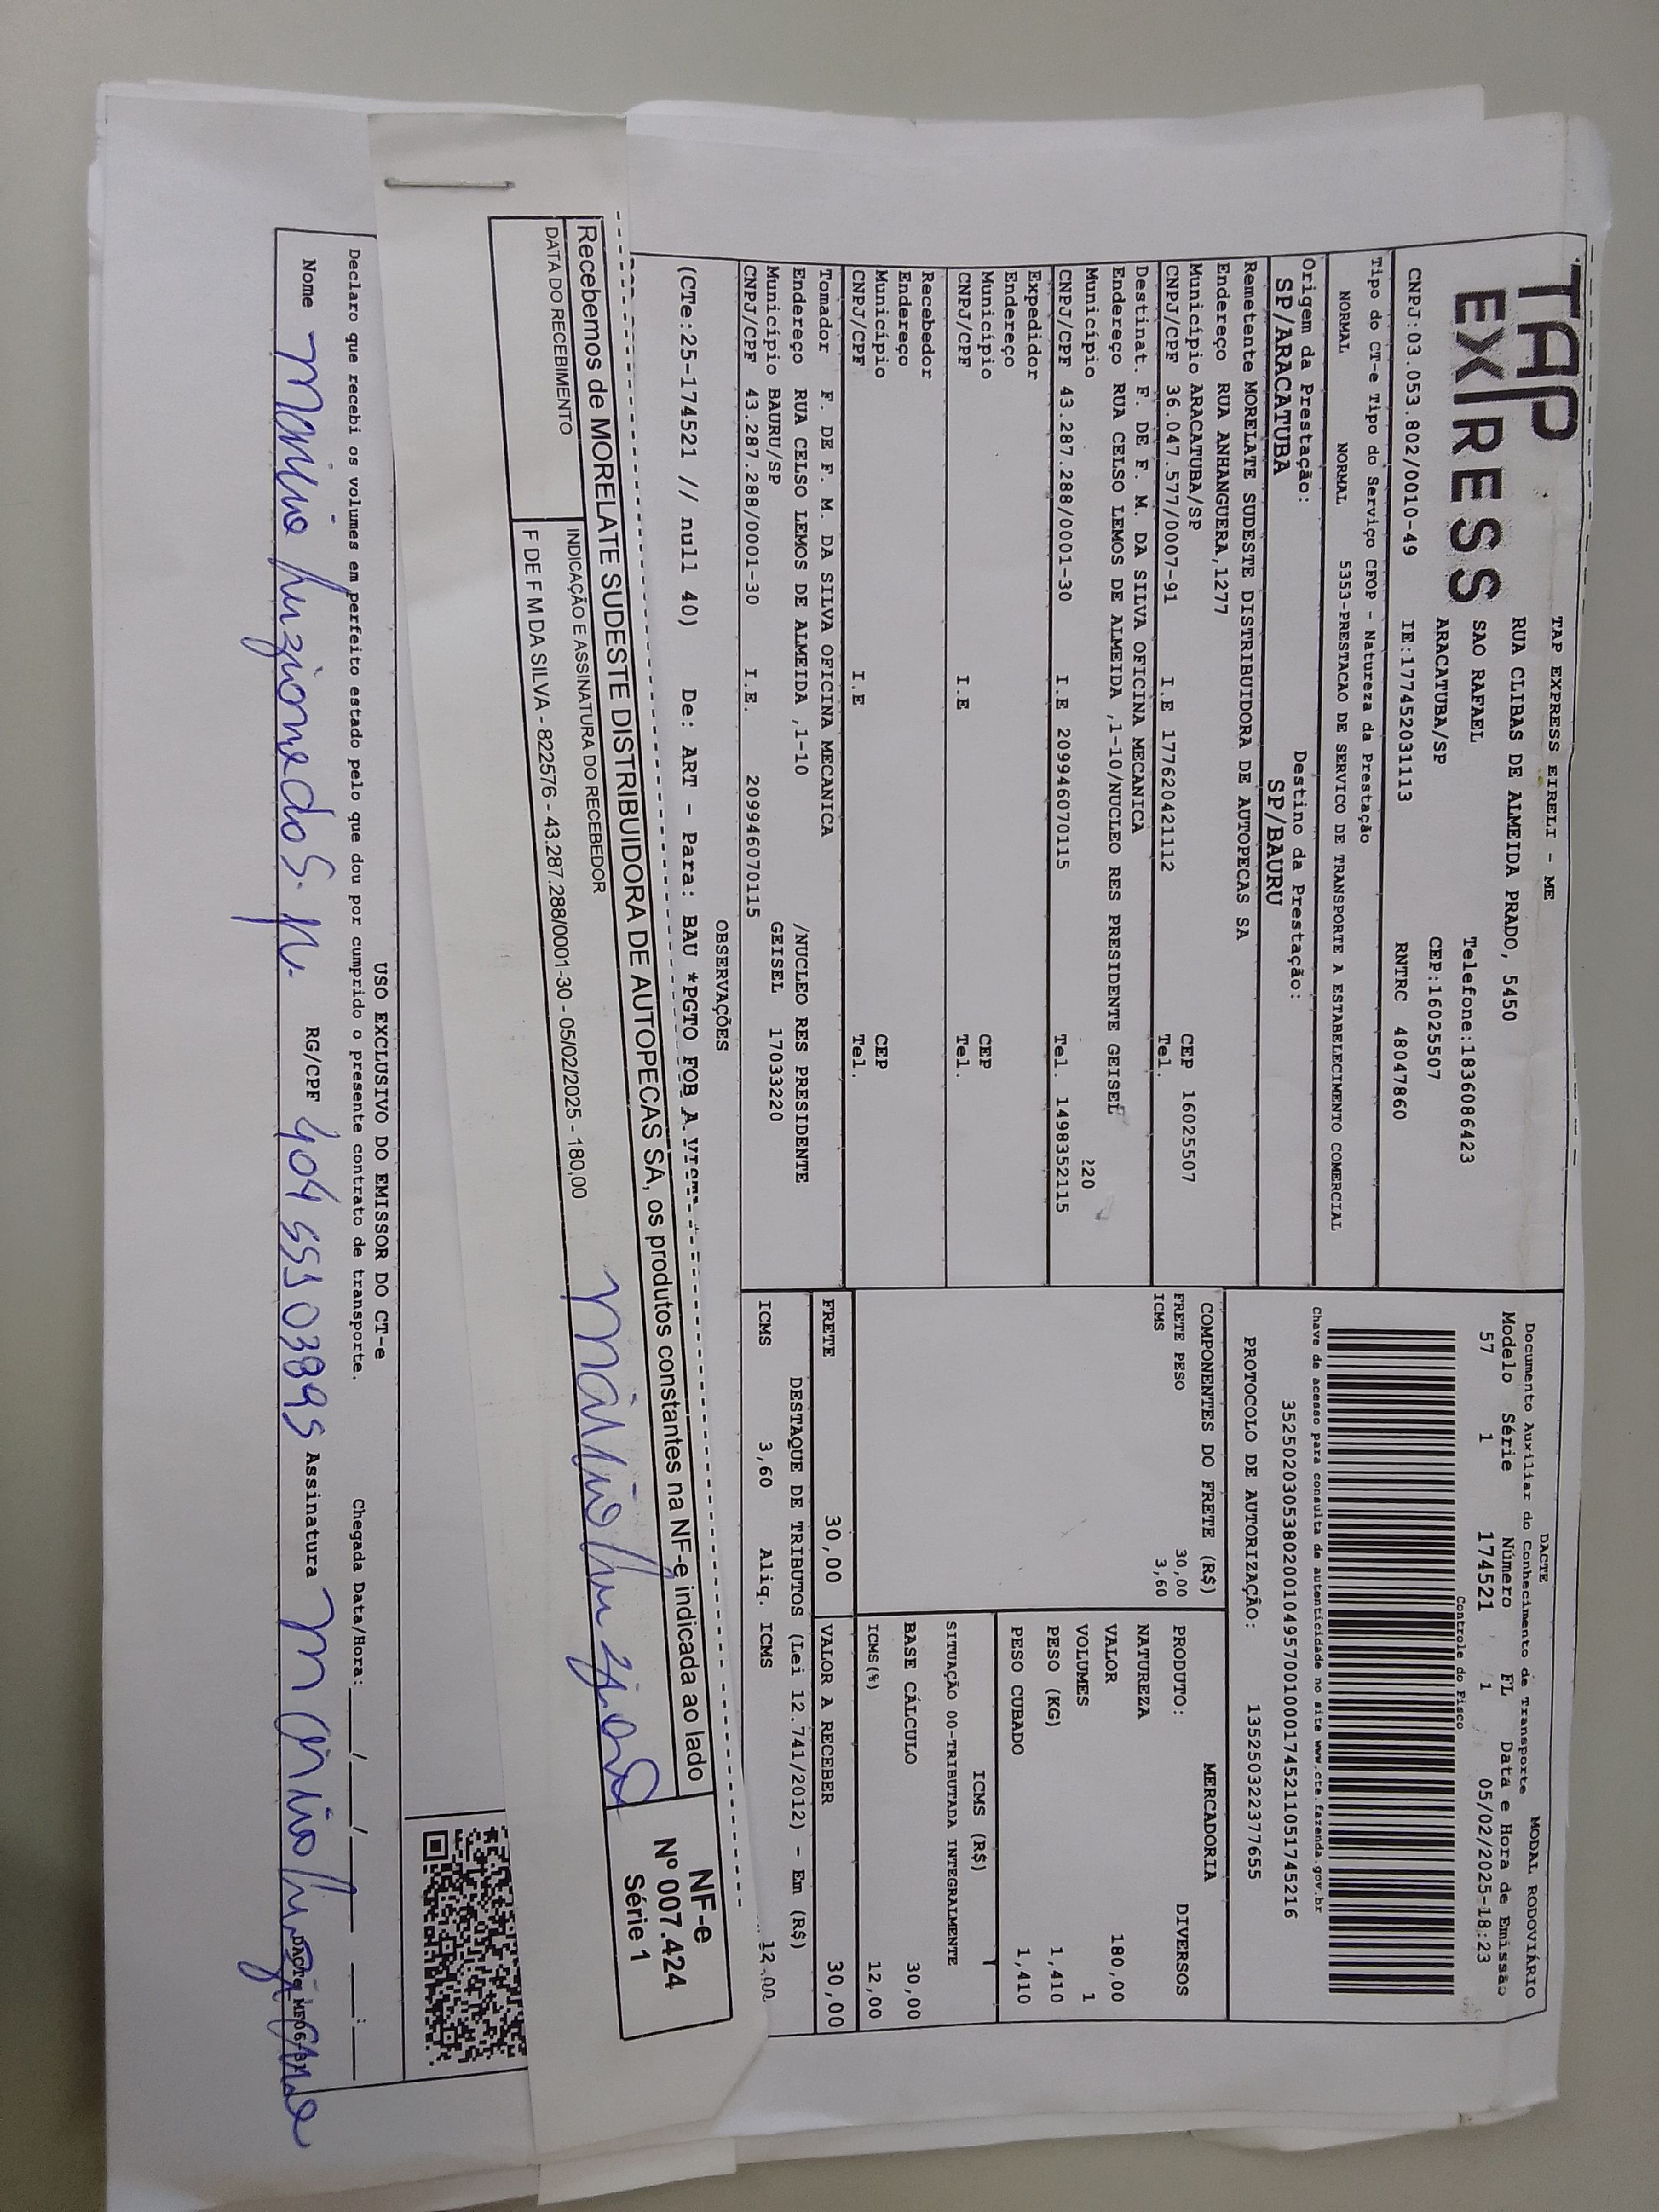 TAP
EXPRESS
TAP EXPRESS EIRELI - ME
RUA CLIBAS DE ALMEIDA PRADO, 5450
SAO RAFAEL Telefone:1836086423
ARACATUBA/SP CEP:16025507
CNPJ:03.053.802/0010-49 IE:177452031113 RNTRC 48047860
Tipo do CT-e Tipo do Serviço CFOP - Natureza da Prestação
NORMAL NORMAL 5353-PRESTACAO DE SERVICO DE TRANSPORTE A ESTABELECIMENTO COMERCIAL
Origem da Prestação: Destino da Prestação:
SP/ARACATUBA SP/BAURU
DACTE MODAL RODOVIÁRIO
Documento Auxiliar do Conhecimento de Transporte
Modelo Série Número FL Data e Hora de Emissão
57 1 174521 1 05/02/2025-18:23
Controle do Fisco
Chave de acesso para consulta de autenticidade no site www.cte.fazenda.gov.br
35250203053802001049570010001745211051745216
PROTOCOLO DE AUTORIZAÇÃO: 135250322377655
Remetente MORELATE SUDESTE DISTRIBUIDORA DE AUTOPECAS SA
Endereço RUA ANHANGUERA,1277
Município ARACATUBA/SP CEP 16025507
CNPJ/CPF 36.047.577/0007-91 I.E 177620421112 Tel.
Destinat. F. DE F. M. DA SILVA OFICINA MECANICA
Endereço RUA CELSO LEMOS DE ALMEIDA ,1-10/NUCLEO RES PRESIDENTE GEISEL
Município 220
CNPJ/CPF 43.287.288/0001-30 I.E 209946070115 Tel. 1498352115
Expedidor
Endereço
Município CEP
CNPJ/CPF I.E Tel.
Recebedor
Endereço
Município CEP
CNPJ/CPF I.E Tel.
Tomador F. DE F. M. DA SILVA OFICINA MECANICA
Endereço RUA CELSO LEMOS DE ALMEIDA ,1-10 /NUCLEO RES PRESIDENTE
Município BAURU/SP GEISEL 17033220
CNPJ/CPF 43.287.288/0001-30 I.E. 209946070115
COMPONENTES DO FRETE (R$)
FRETE PESO 30,00
ICMS 3,60
MERCADORIA
PRODUTO: DIVERSOS
NATUREZA
VALOR 180,00
VOLUMES 1
PESO (KG) 1,410
PESO CUBADO 1,410
ICMS (R$)
SITUAÇÃO 00-TRIBUTADA INTEGRALMENTE
BASE CÁLCULO 30,00
ICMS(%) 12,00
FRETE 30,00 VALOR A RECEBER 30,00
DESTAQUE DE TRIBUTOS (Lei 12.741/2012) - Em (R$)
ICMS 3,60 Aliq. ICMS 12,00
OBSERVAÇÕES
(CTe:25-174521 // null 40) De: ART - Para: BAU *PGTO FOB A
Recebemos de MORELATE SUDESTE DISTRIBUIDORA DE AUTOPECAS SA, os produtos constantes na NF-e indicada ao lado
DATA DO RECEBIMENTO
INDICAÇÃO E ASSINATURA DO RECEBEDOR
F DE F M DA SILVA - 822576 - 43.287.288/0001-30 - 05/02/2025 - 180,00
NF-e
Nº 007.424
Série 1
USO EXCLUSIVO DO EMISSOR DO CT-e
Declaro que recebi os volumes em perfeito estado pelo que dou por cumprido o presente contrato de transporte. Chegada Data/Hora: __/__/__ __:__
Nome RG/CPF Assinatura